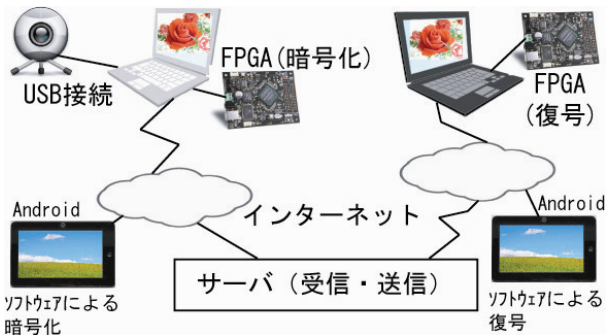 FPGA(暗号化)
USB接続
FPGA
(復号)
Android
インターネット
Android
サーバ(受信・送信)
ソフトウェアによる
暗号化
ソフトウェアによる
復号